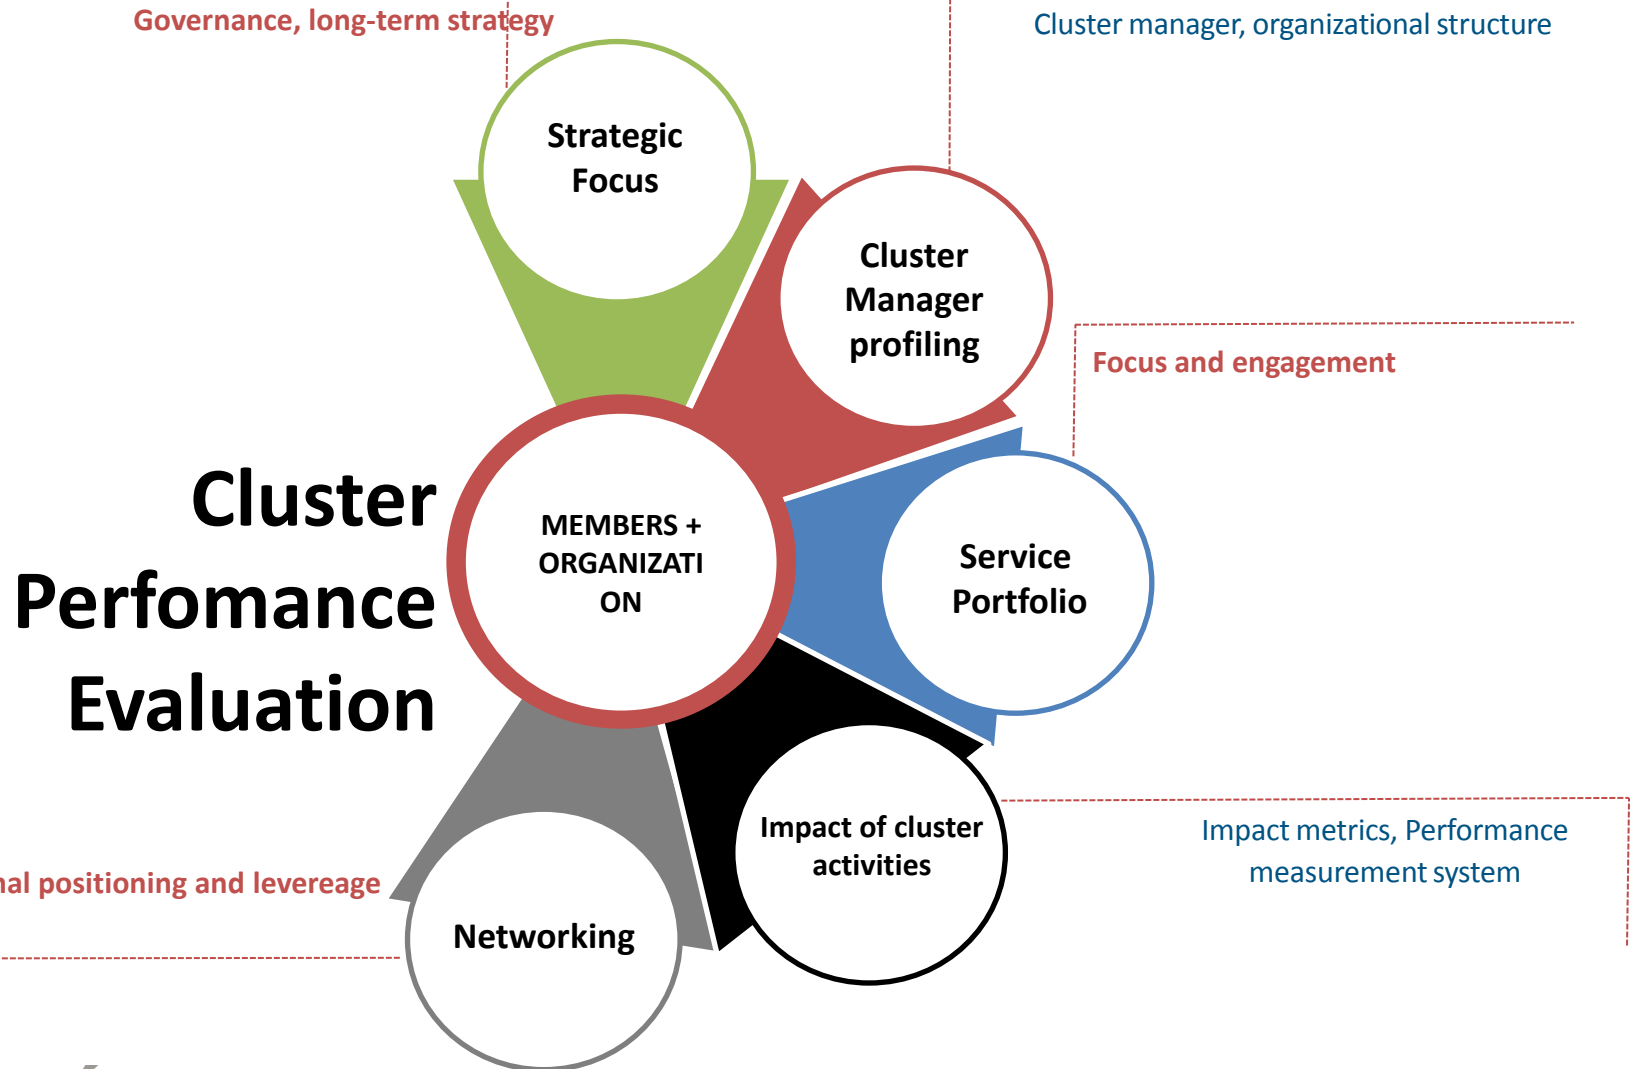 Governance, long-term strategy
Cluster manager, organizational structure
Strategic
Focus
Cluster
Manager
profiling
Focus and engagement
Cluster
Perfomance
Evaluation
MEMBERS +
ORGANIZATI
ON
Service
Portfolio
Impact of cluster
activities
Impact metrics, Performance
measurement system
positioning and levereage
Networking